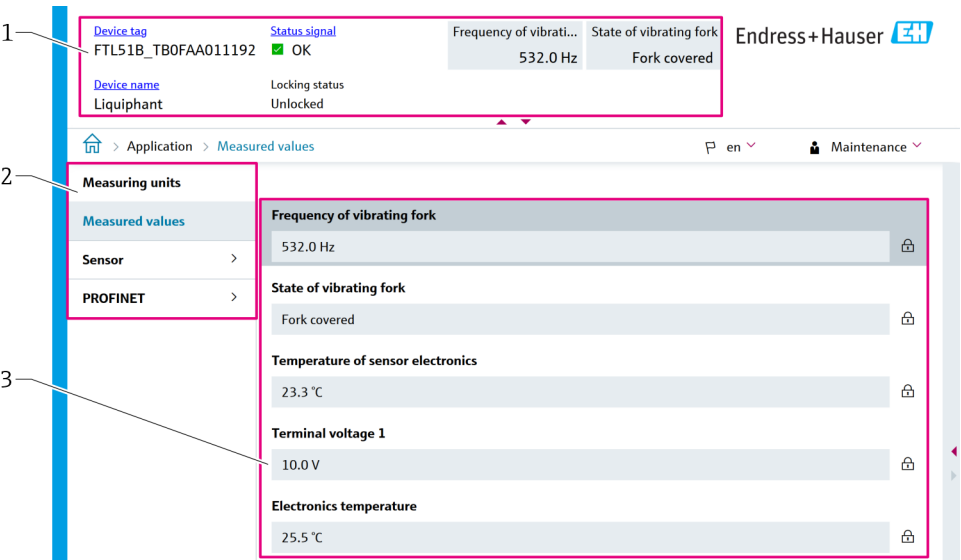 1
Device tag
FTL51B_TB0FAA011192
Status signal
OK
Frequency of vibrati...
532.0 Hz
State of vibrating fork
Fork covered
Endress+Hauser EH
Device name
Liquiphant
Locking status
Unlocked
> Application > Measured values
en
Maintenance
2
Measuring units
Measured values
Sensor >
PROFINET >
Frequency of vibrating fork
532.0 Hz
State of vibrating fork
Fork covered
Temperature of sensor electronics
23.3 °C
3
Terminal voltage 1
10.0 V
Electronics temperature
25.5 °C